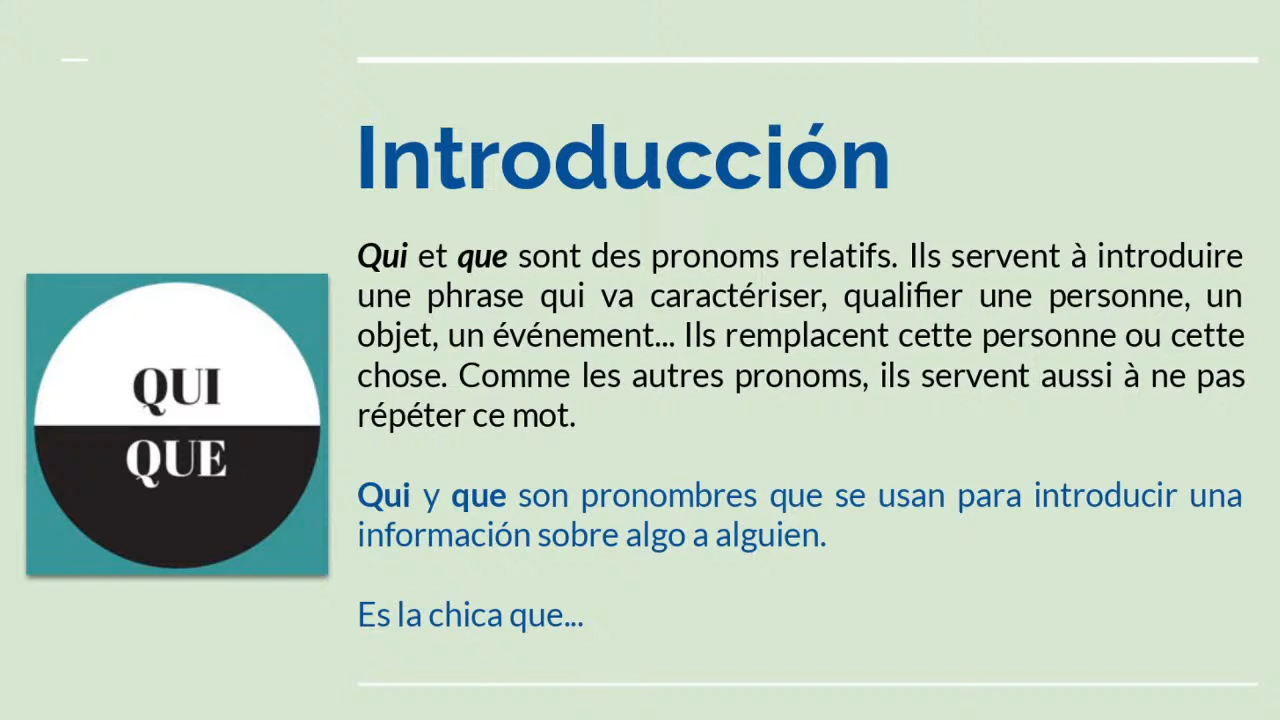 Introducción
Qui et que sont des pronoms relatifs. Ils servent à introduire
une phrase qui va caractériser, qualifier une personne, un
objet, un événement... Ils remplacent cette personne ou cette
chose. Comme les autres pronoms, ils servent aussi à ne pas
répéter ce mot.
QUI
QUE
Qui y que son pronombres que se usan para introducir una
información sobre algo a alguien.
Es la chica que...